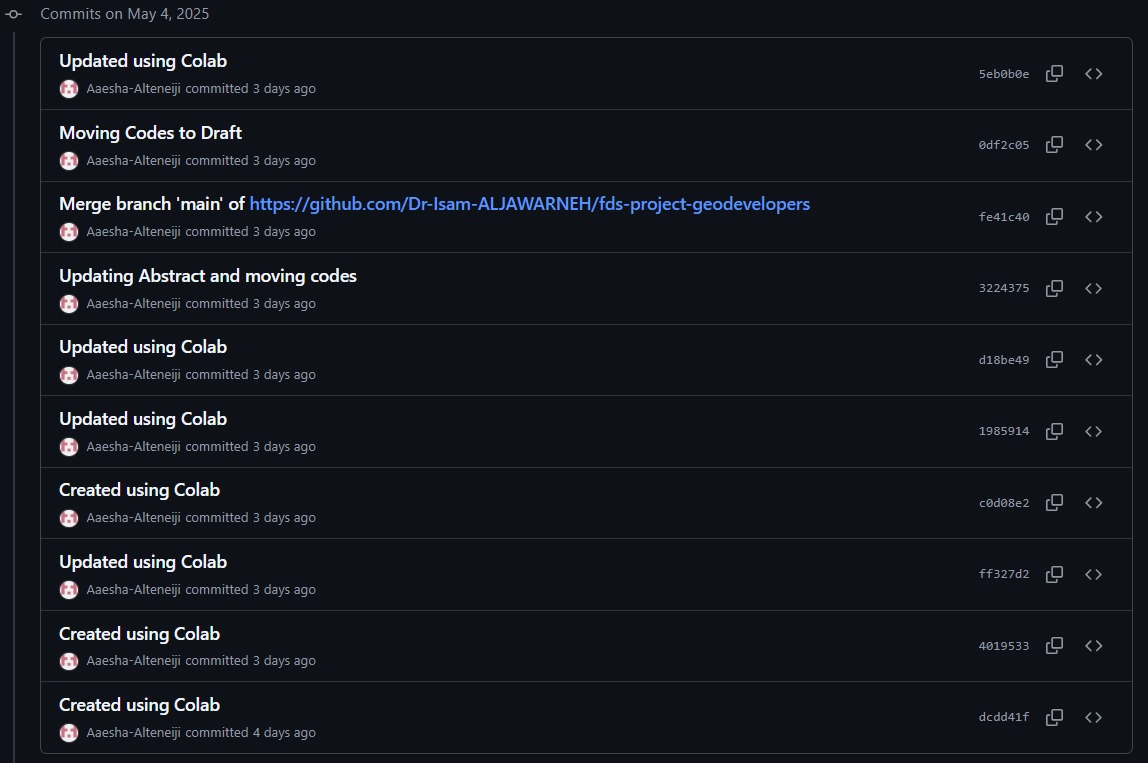 Commits on May 4, 2025
Updated using Colab
Aaesha-Alteneiji committed 3 days ago
5eb0b0e
Moving Codes to Draft
Aaesha-Alteneiji committed 3 days ago
0df2c05
Merge branch 'main' of https://github.com/Dr-Isam-ALJAWARNEH/fds-project-geodevelopers
Aaesha-Alteneiji committed 3 days ago
fe41c40
Updating Abstract and moving codes
Aaesha-Alteneiji committed 3 days ago
3224375
Updated using Colab
Aaesha-Alteneiji committed 3 days ago
d18be49
Updated using Colab
Aaesha-Alteneiji committed 3 days ago
1985914
Created using Colab
Aaesha-Alteneiji committed 3 days ago
c0d08e2
Updated using Colab
Aaesha-Alteneiji committed 3 days ago
ff327d2
Created using Colab
Aaesha-Alteneiji committed 3 days ago
4019533
Created using Colab
Aaesha-Alteneiji committed 4 days ago
dcdd41f